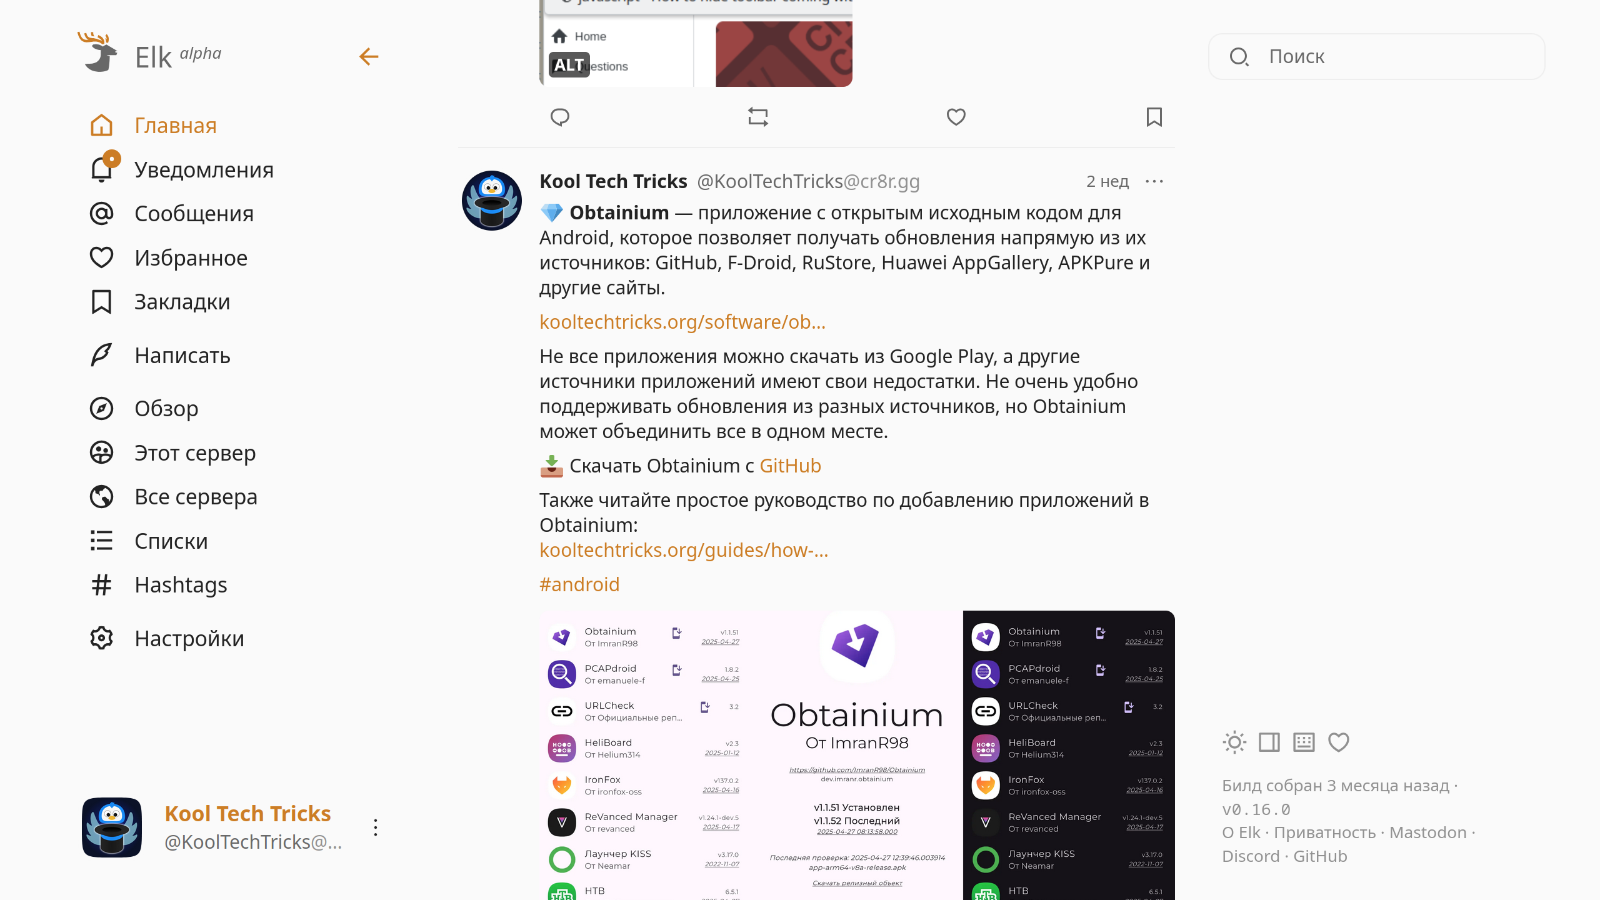 Elk alpha
Главная
Уведомления
Сообщения
Избранное
Закладки
Написать
Обзор
Этот сервер
Все сервера
Списки
Hashtags
Настройки
Kool Tech Tricks
@KoolTechTricks@...
Home
ALT
Kool Tech Tricks @KoolTechTricks@cr8r.gg 2 нед
Obtainium — приложение с открытым исходным кодом для
Android, которое позволяет получать обновления напрямую из их
источников: GitHub, F-Droid, RuStore, Huawei AppGallery, APKPure и
другие сайты.
kooltechtricks.org/software/ob...
Не все приложения можно скачать из Google Play, а другие
источники приложений имеют свои недостатки. Не очень удобно
поддерживать обновления из разных источников, но Obtainium
может объединить все в одном месте.
Скачать Obtainium с GitHub
Также читайте простое руководство по добавлению приложений в
Obtainium:
kooltechtricks.org/guides/how-...
#android
Obtainium v1.1.51
От ImranR98 2025-04-27
PCAPdroid 1.8.2
От emanuele-f 2025-04-25
URLCheck 3.2
От Официальные реп...
HeliBoard v2.3
От Helium314 2025-01-12
IronFox v137.0.2
От ironfox-oss 2025-04-16
ReVanced Manager v1.24.1-dev.5
От revanced 2025-04-17
Лаунчер KISS v3.17.0
От Neamar 2022-11-07
НТВ 6.5.1
Obtainium
От ImranR98
https://github.com/ImranR98/Obtainium
dev.imranr.obtainium
v1.1.51 Установлен
v1.1.52 Последний
2025-04-27 08:13:58.000
Последняя проверка: 2025-04-27 12:39:46.003914
app-arm64-v8a-release.apk
Скачать релизный объект
Obtainium v1.1.51
От ImranR98 2025-04-27
PCAPdroid 1.8.2
От emanuele-f 2025-04-25
URLCheck 3.2
От Официальные реп...
HeliBoard v2.3
От Helium314 2025-01-12
IronFox v137.0.2
От ironfox-oss 2025-04-16
ReVanced Manager v1.24.1-dev.5
От revanced 2025-04-17
Лаунчер KISS v3.17.0
От Neamar 2022-11-07
НТВ 6.5.1
Поиск
Билд собран 3 месяца назад ·
v0.16.0
О Elk · Приватность · Mastodon ·
Discord · GitHub